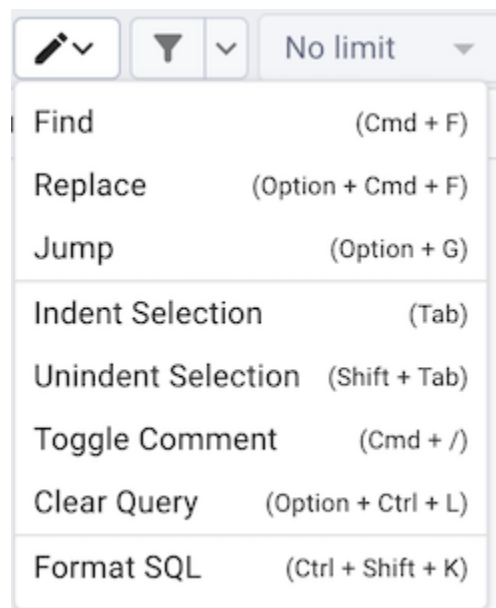 No limit
Find (Cmd + F)
Replace (Option + Cmd + F)
Jump (Option + G)
Indent Selection (Tab)
Unindent Selection (Shift + Tab)
Toggle Comment (Cmd + /)
Clear Query (Option + Ctrl + L)
Format SQL (Ctrl + Shift + K)